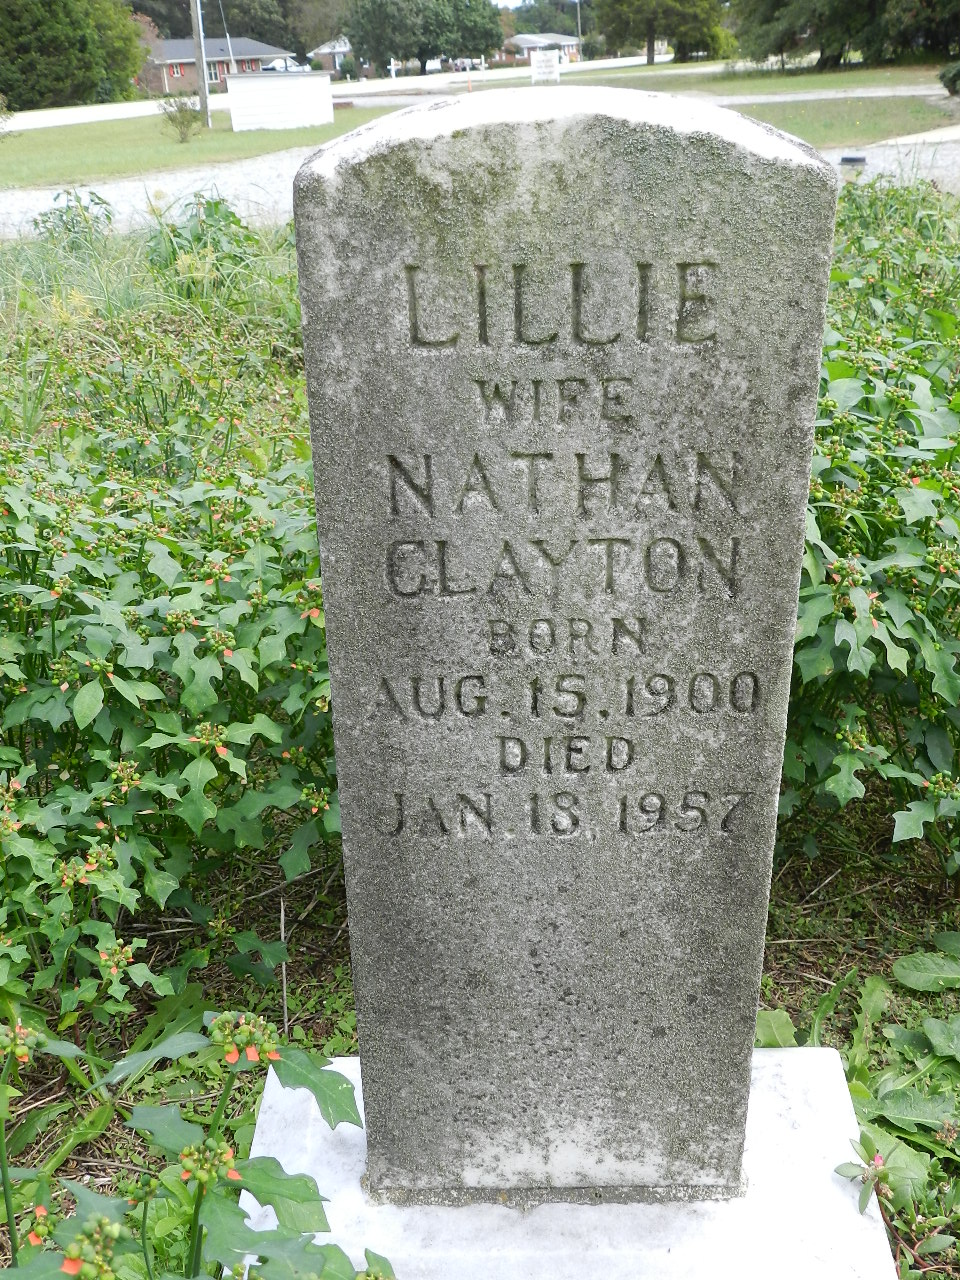 LILLIE
WIFE
NATHAN
CLAYTON
BORN
AUG. 15, 1900
DIED
JAN. 18, 1957